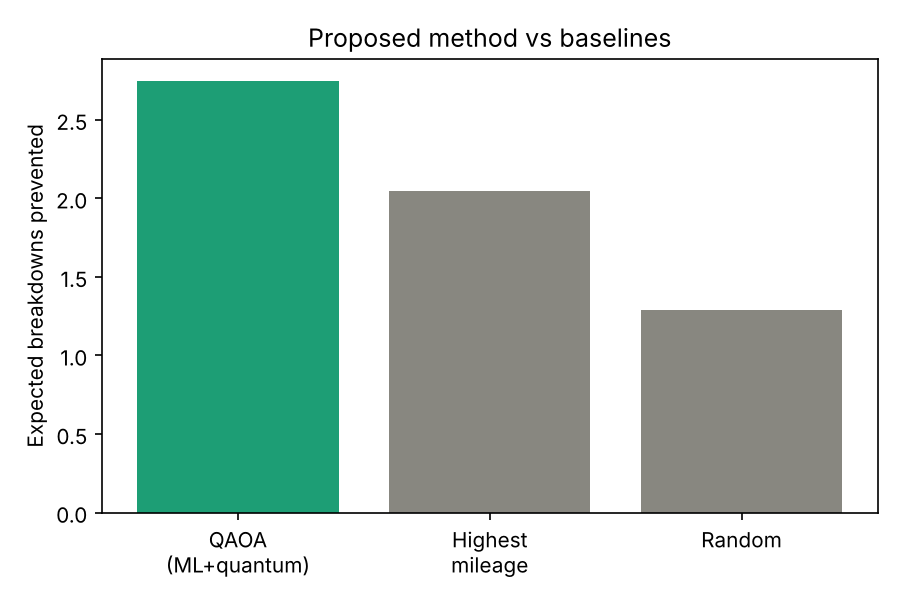 Proposed method vs baselines
Expected breakdowns prevented
2.5
2.0
1.5
1.0
0.5
0.0
QAOA
(ML+quantum)
Highest
mileage
Random